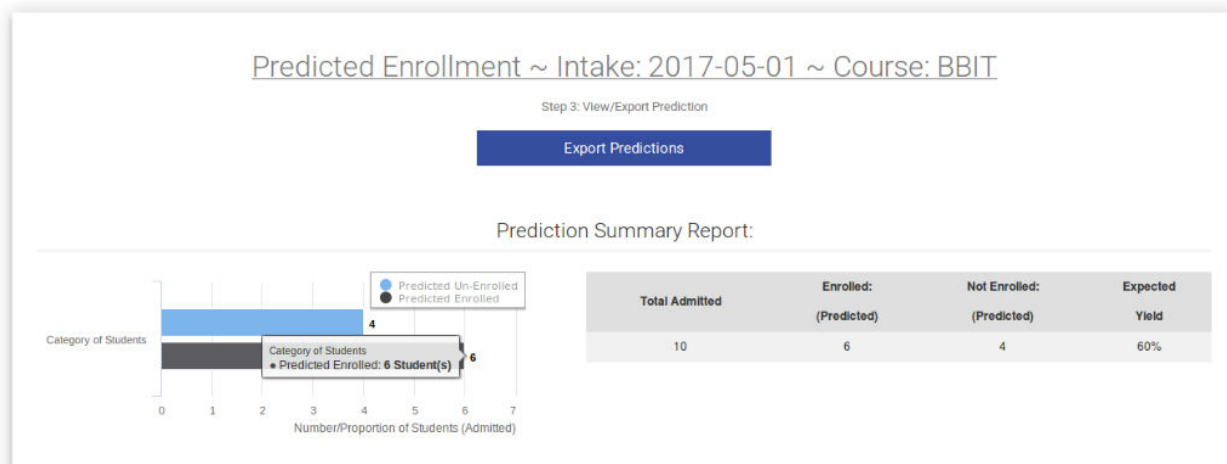 Predicted Enrollment ~ Intake: 2017-05-01 ~ Course: BBIT
Step 3: View/Export Prediction
Export Predictions
Prediction Summary Report:
Predicted Un-Enrolled
Predicted Enrolled
4
Category of Students
Category of Students
● Predicted Enrolled: 6 Student(s)
6
0 1 2 3 4 5 6 7
Number/Proportion of Students (Admitted)
Total Admitted Enrolled: (Predicted) Not Enrolled: (Predicted) Expected Yield
10 6 4 60%